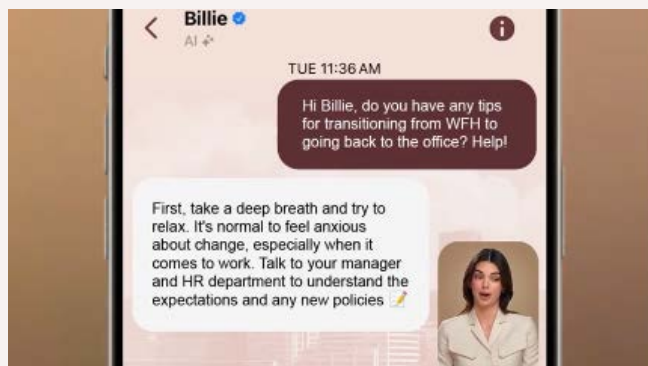 Billie
AI
TUE 11:36 AM
Hi Billie, do you have any tips
for transitioning from WFH to
going back to the office? Help!
First, take a deep breath and try to
relax. It's normal to feel anxious
about change, especially when it
comes to work. Talk to your manager
and HR department to understand the
expectations and any new policies 📝